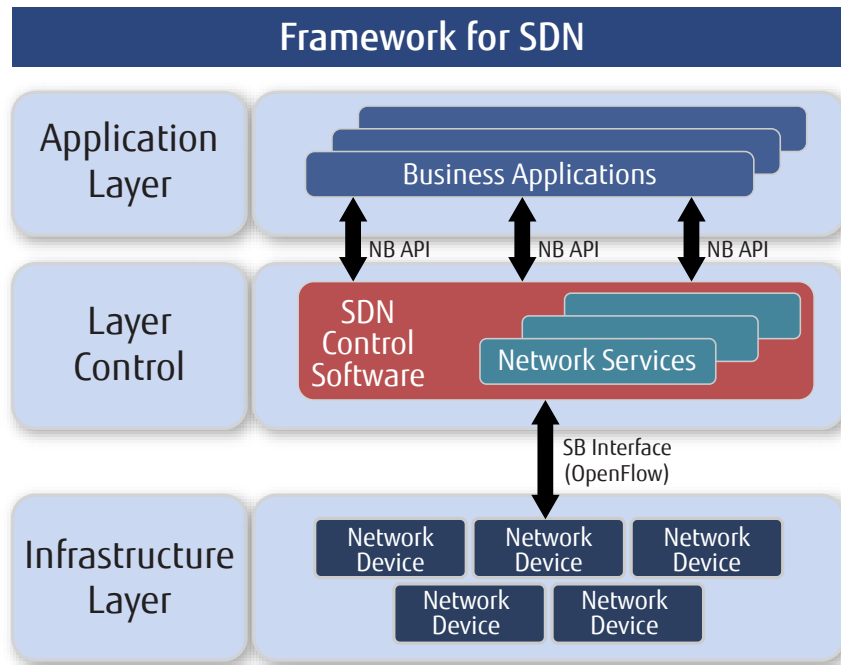 Framework for SDN
Application
Layer
Business Applications
NB API
NB API
NB API
Layer
Control
SDN
Control
Software
Network Services
SB Interface
(OpenFlow)
Infrastructure
Layer
Network
Device
Network
Device
Network
Device
Network
Device
Network
Device